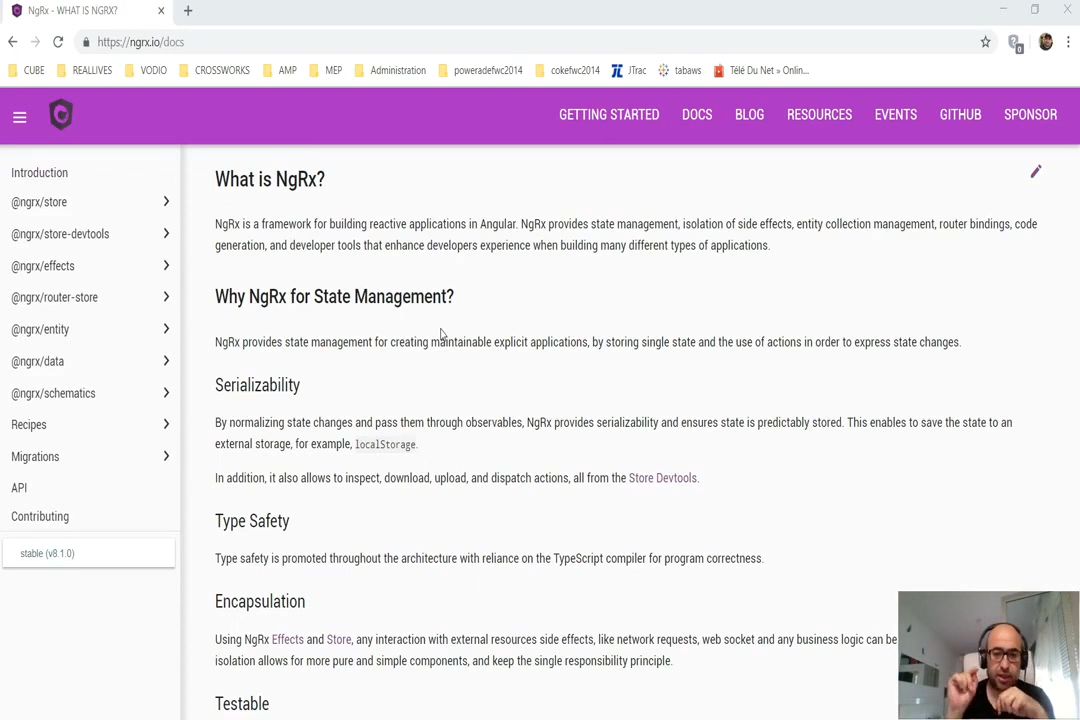 NgRx - WHAT IS NGRX?
https://ngrx.io/docs
CUBE REALLIVES VODIO CROSSWORKS AMP MEP Administration poweradefwc2014 cokefwc2014 JTrac tabaws Télé Du Net » Onlin...
GETTING STARTED DOCS BLOG RESOURCES EVENTS GITHUB SPONSOR
Introduction
@ngrx/store
@ngrx/store-devtools
@ngrx/effects
@ngrx/router-store
@ngrx/entity
@ngrx/data
@ngrx/schematics
Recipes
Migrations
API
Contributing
stable (v8.1.0)
What is NgRx?
NgRx is a framework for building reactive applications in Angular. NgRx provides state management, isolation of side effects, entity collection management, router bindings, code
generation, and developer tools that enhance developers experience when building many different types of applications.
Why NgRx for State Management?
NgRx provides state management for creating maintainable explicit applications, by storing single state and the use of actions in order to express state changes.
Serializability
By normalizing state changes and pass them through observables, NgRx provides serializability and ensures state is predictably stored. This enables to save the state to an
external storage, for example, localStorage.
In addition, it also allows to inspect, download, upload, and dispatch actions, all from the Store Devtools.
Type Safety
Type safety is promoted throughout the architecture with reliance on the TypeScript compiler for program correctness.
Encapsulation
Using NgRx Effects and Store, any interaction with external resources side effects, like network requests, web socket and any business logic can be
isolation allows for more pure and simple components, and keep the single responsibility principle.
Testable